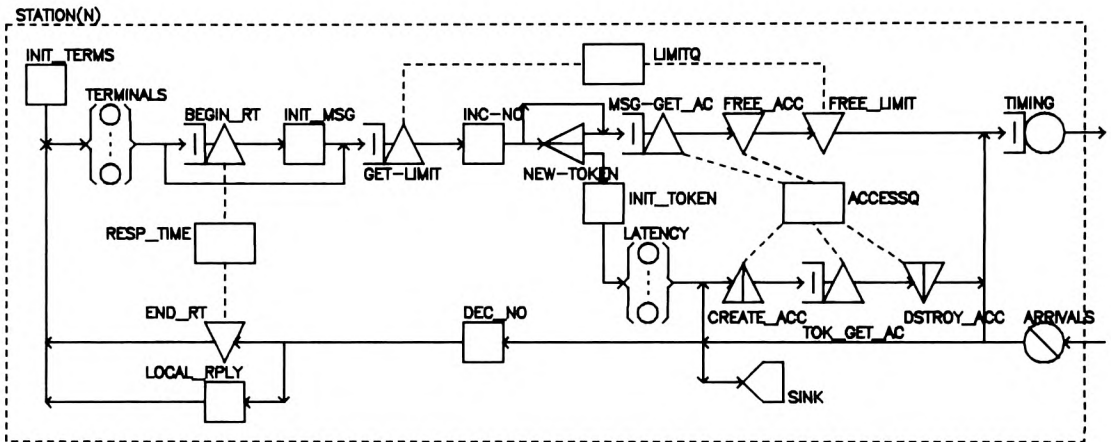 STATION(N)
INIT_TERMS
LIMITQ
TERMINALS
BEGIN_RT
INIT_MSG
INC-NO
MSG-GET_AC
FREE_ACC
FREE_LIMIT
TIMING
GET-LIMIT
NEW-TOKEN
INIT_TOKEN
ACCESSQ
RESP_TIME
LATENCY
END_RT
DEC_NO
CREATE_ACC
DSTROY_ACC
ARRIVALS
TOK_GET_AC
LOCAL_RPLY
SINK